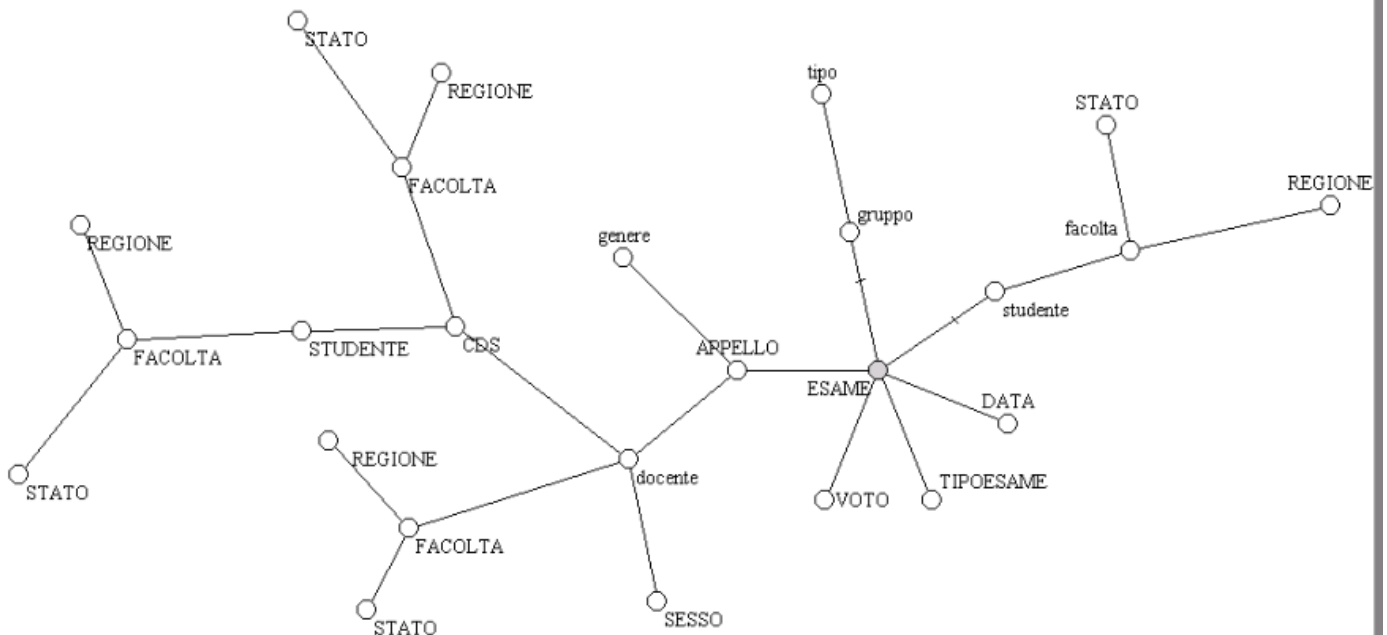 STATO
tipo
REGIONE
STATO
REGIONE
FACOLTA
gruppo
facolta
genere
REGIONE
studente
STUDENTE
CDS
APPELLO
FACOLTA
ESAME
DATA
REGIONE
docente
TIPOESAME
STATO
VOTO
FACOLTA
SESSO
STATO